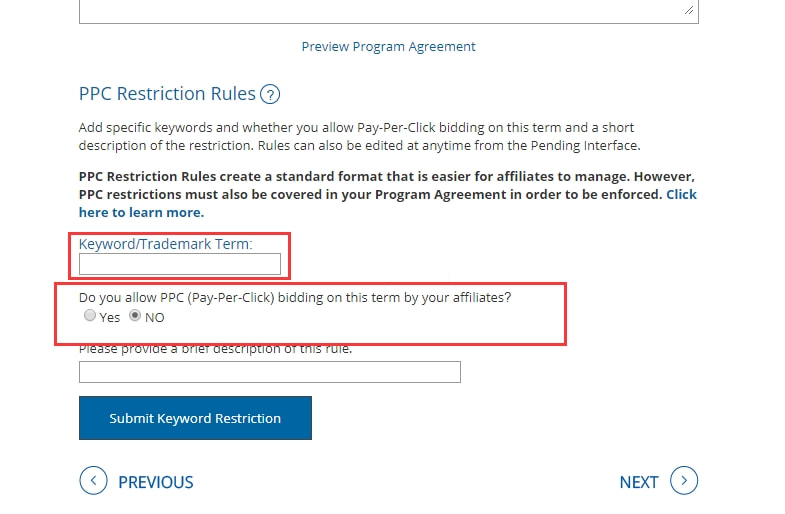 Preview Program Agreement
PPC Restriction Rules ?
Add specific keywords and whether you allow Pay-Per-Click bidding on this term and a short
description of the restriction. Rules can also be edited at anytime from the Pending Interface.
PPC Restriction Rules create a standard format that is easier for affiliates to manage. However,
PPC restrictions must also be covered in your Program Agreement in order to be enforced. Click
here to learn more.
Keyword/Trademark Term:
Do you allow PPC (Pay-Per-Click) bidding on this term by your affiliates?
Yes NO
Please provide a brief description of this rule.
Submit Keyword Restriction
PREVIOUS NEXT